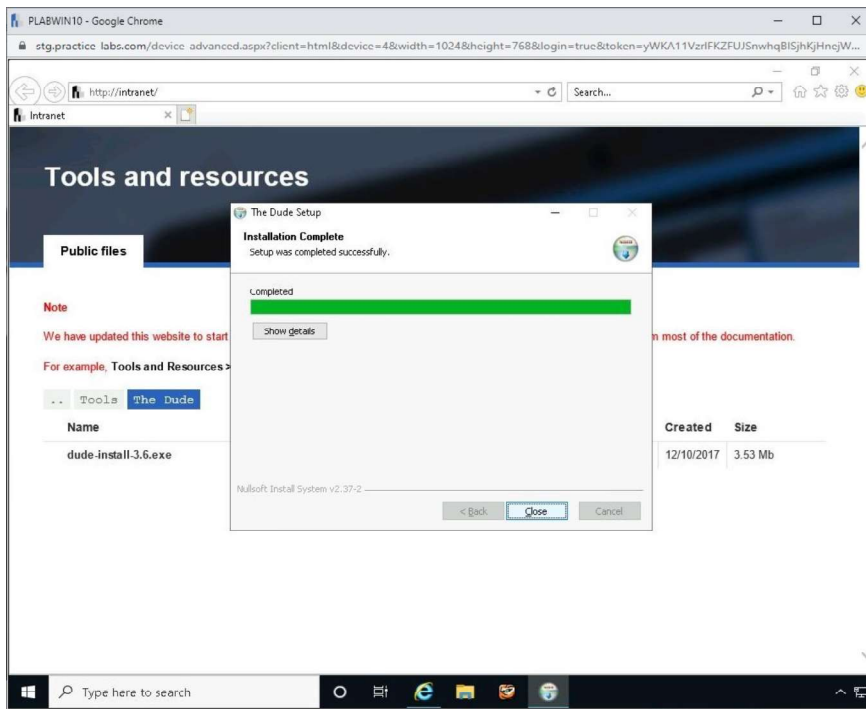 PLABWIN10 - Google Chrome
stg.practice-labs.com/device-advanced.aspx?client=html&device=4&width=1024&height=768&login=true&token=
http://intranet/
Search...
Intranet
Tools and resources
Public files
The Dude Setup
Installation Complete
Setup was completed successfully.
Completed
Show details
Nullsoft Install System v2.37-2
< Back
Close
Cancel
Note
We have updated this website to start
m most of the documentation.
For example, Tools and Resources >
.. Tools The Dude
Name Created Size
dude-install-3.6.exe 12/10/2017 3.53 Mb
Type here to search